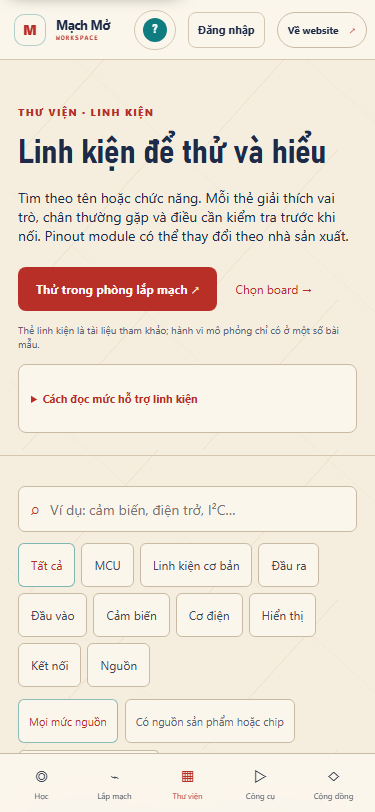 M
Mạch Mở
WORKSPACE
?
Đăng nhập
Về website ↗
THƯ VIỆN · LINH KIỆN
Linh kiện để thử và hiểu
Tìm theo tên hoặc chức năng. Mỗi thẻ giải thích vai
trò, chân thường gặp và điều cần kiểm tra trước khi
nối. Pinout module có thể thay đổi theo nhà sản xuất.
Thử trong phòng lắp mạch ↗
Chọn board →
Thẻ linh kiện là tài liệu tham khảo; hành vi mô phỏng chỉ có ở một số bài
mẫu.
▶ Cách đọc mức hỗ trợ linh kiện
Ví dụ: cảm biến, điện trở, I²C...
Tất cả
MCU
Linh kiện cơ bản
Đầu ra
Đầu vào
Cảm biến
Cơ điện
Hiển thị
Kết nối
Nguồn
Mọi mức nguồn
Có nguồn sản phẩm hoặc chip
Học
Lắp mạch
Thư viện
Công cụ
Cộng đồng